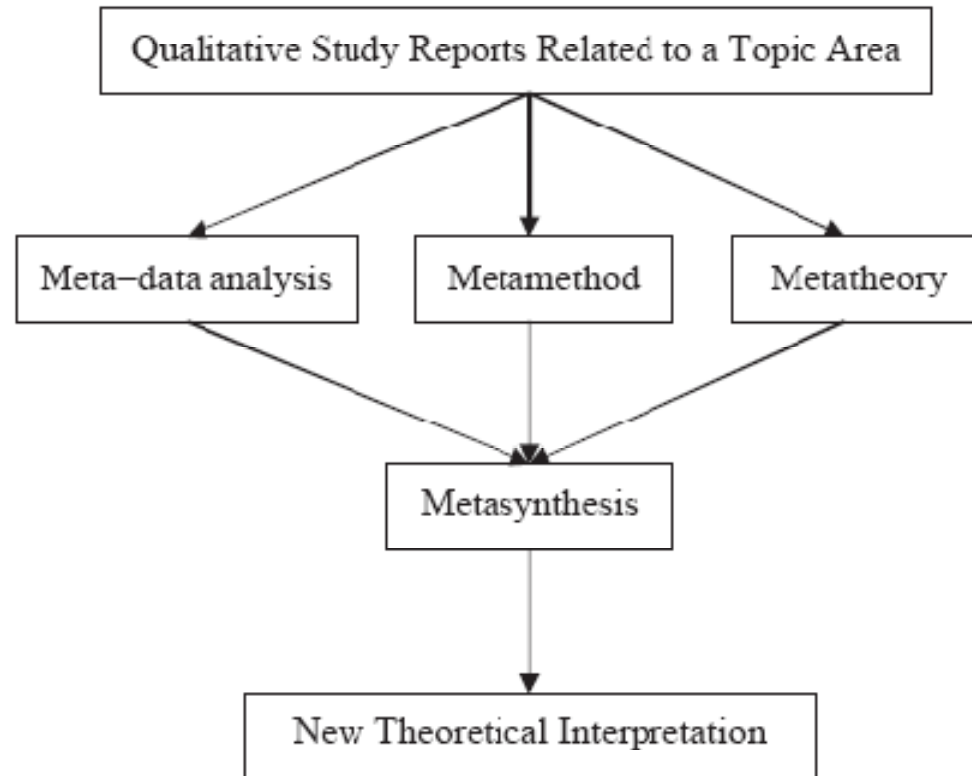 Qualitative Study Reports Related to a Topic Area
Meta–data analysis
Metamethod
Metatheory
Metasynthesis
New Theoretical Interpretation